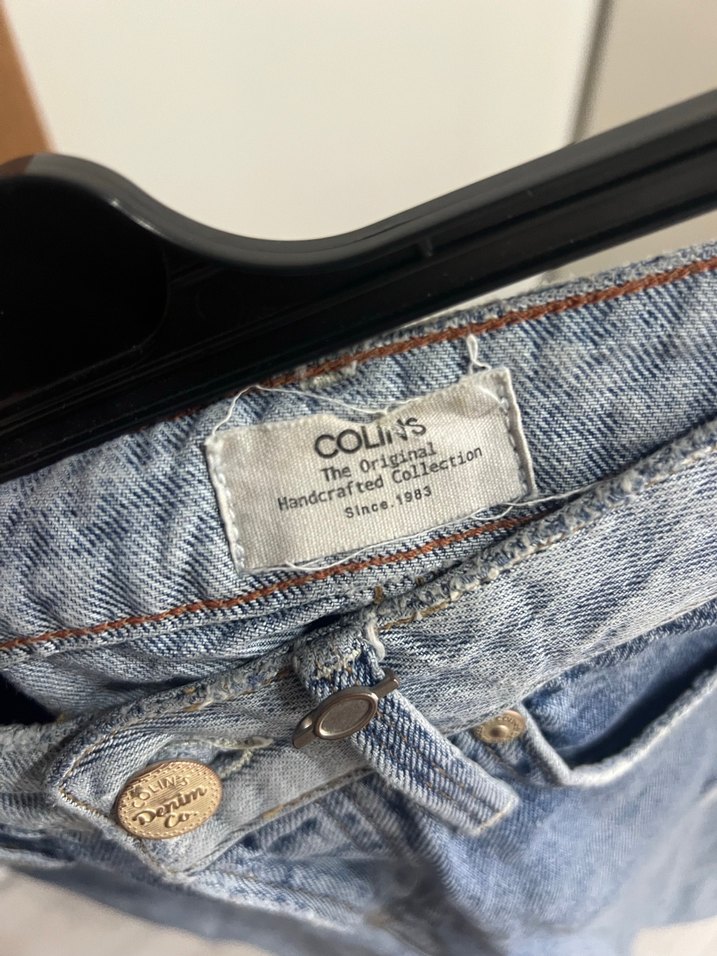 COLIN'S
The Original
Handcrafted Collection
Since.1983
COLIN'S
Denim
Co.